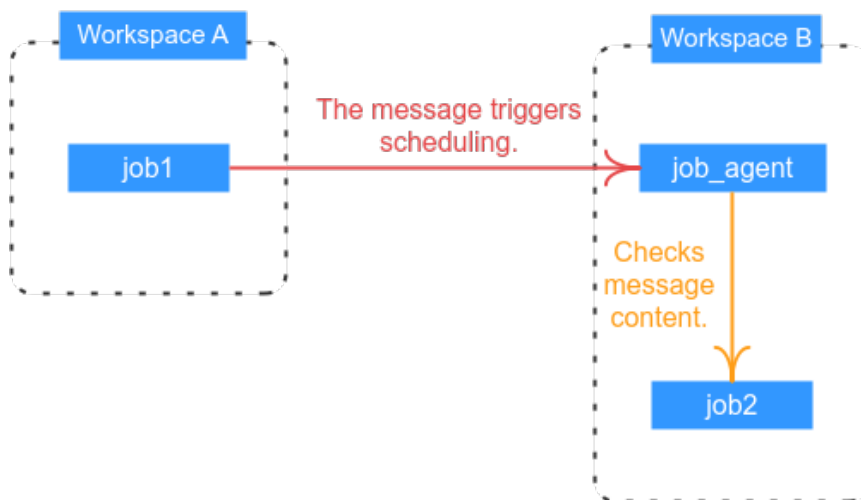 Workspace A
Workspace B
The message triggers
scheduling.
job1
job_agent
Checks
message
content.
job2